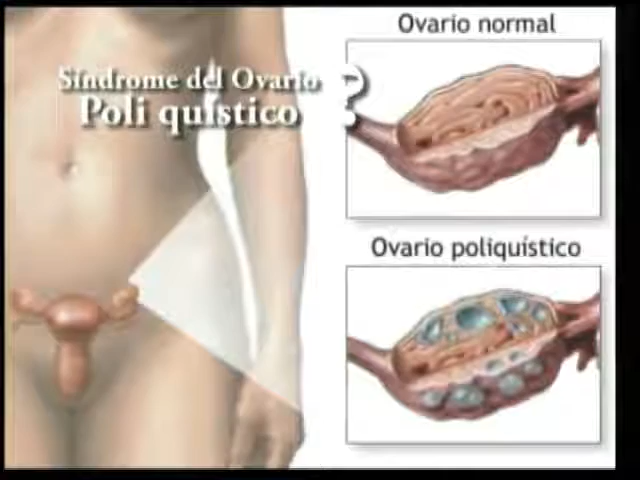 Síndrome del Ovario
Poli quístico ?
Ovario normal
Ovario poliquístico